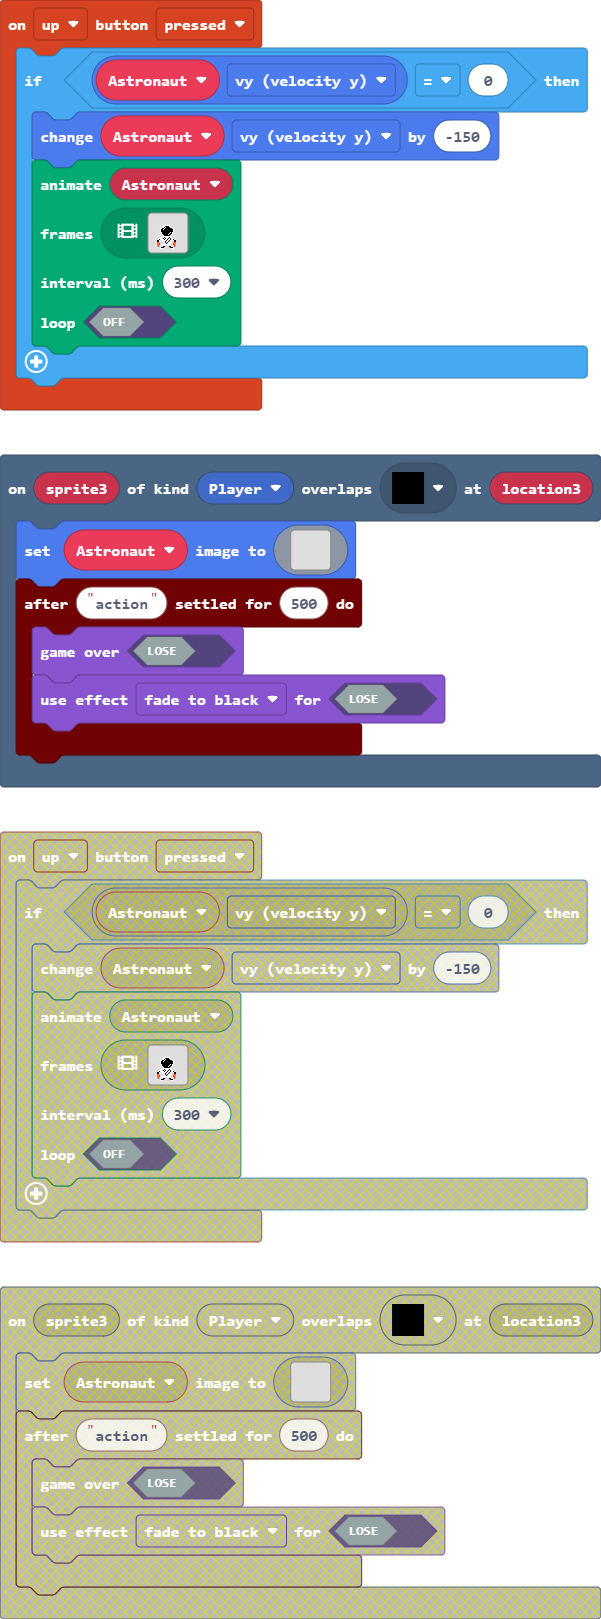 on up button pressed
if Astronaut vy (velocity y) = 0 then
change Astronaut vy (velocity y) by -150
animate Astronaut
frames
interval (ms) 300
loop OFF
on sprite3 of kind Player overlaps at location3
set Astronaut image to
after "action" settled for 500 do
game over LOSE
use effect fade to black for LOSE
on up button pressed
if Astronaut vy (velocity y) = 0 then
change Astronaut vy (velocity y) by -150
animate Astronaut
frames
interval (ms) 300
loop OFF
on sprite3 of kind Player overlaps at location3
set Astronaut image to
after "action" settled for 500 do
game over LOSE
use effect fade to black for LOSE